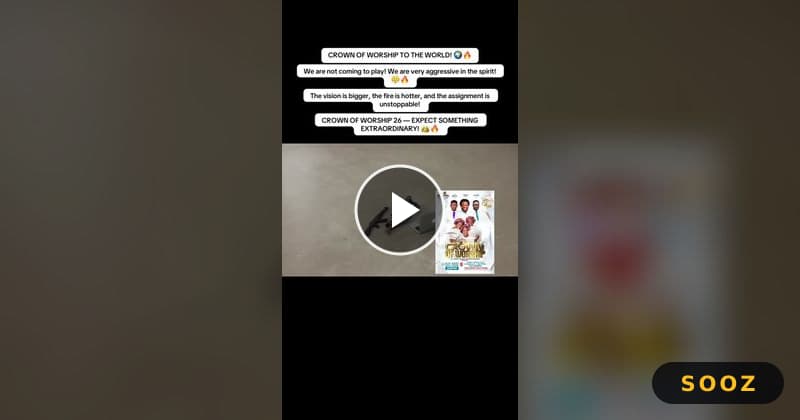 CROWN OF WORSHIP TO THE WORLD! 🌍🔥
We are not coming to play! We are very aggressive in the spirit!
😤🔥
The vision is bigger, the fire is hotter, and the assignment is
unstoppable!
CROWN OF WORSHIP 26 — EXPECT SOMETHING
EXTRAORDINARY! 👑🔥
SOOZ